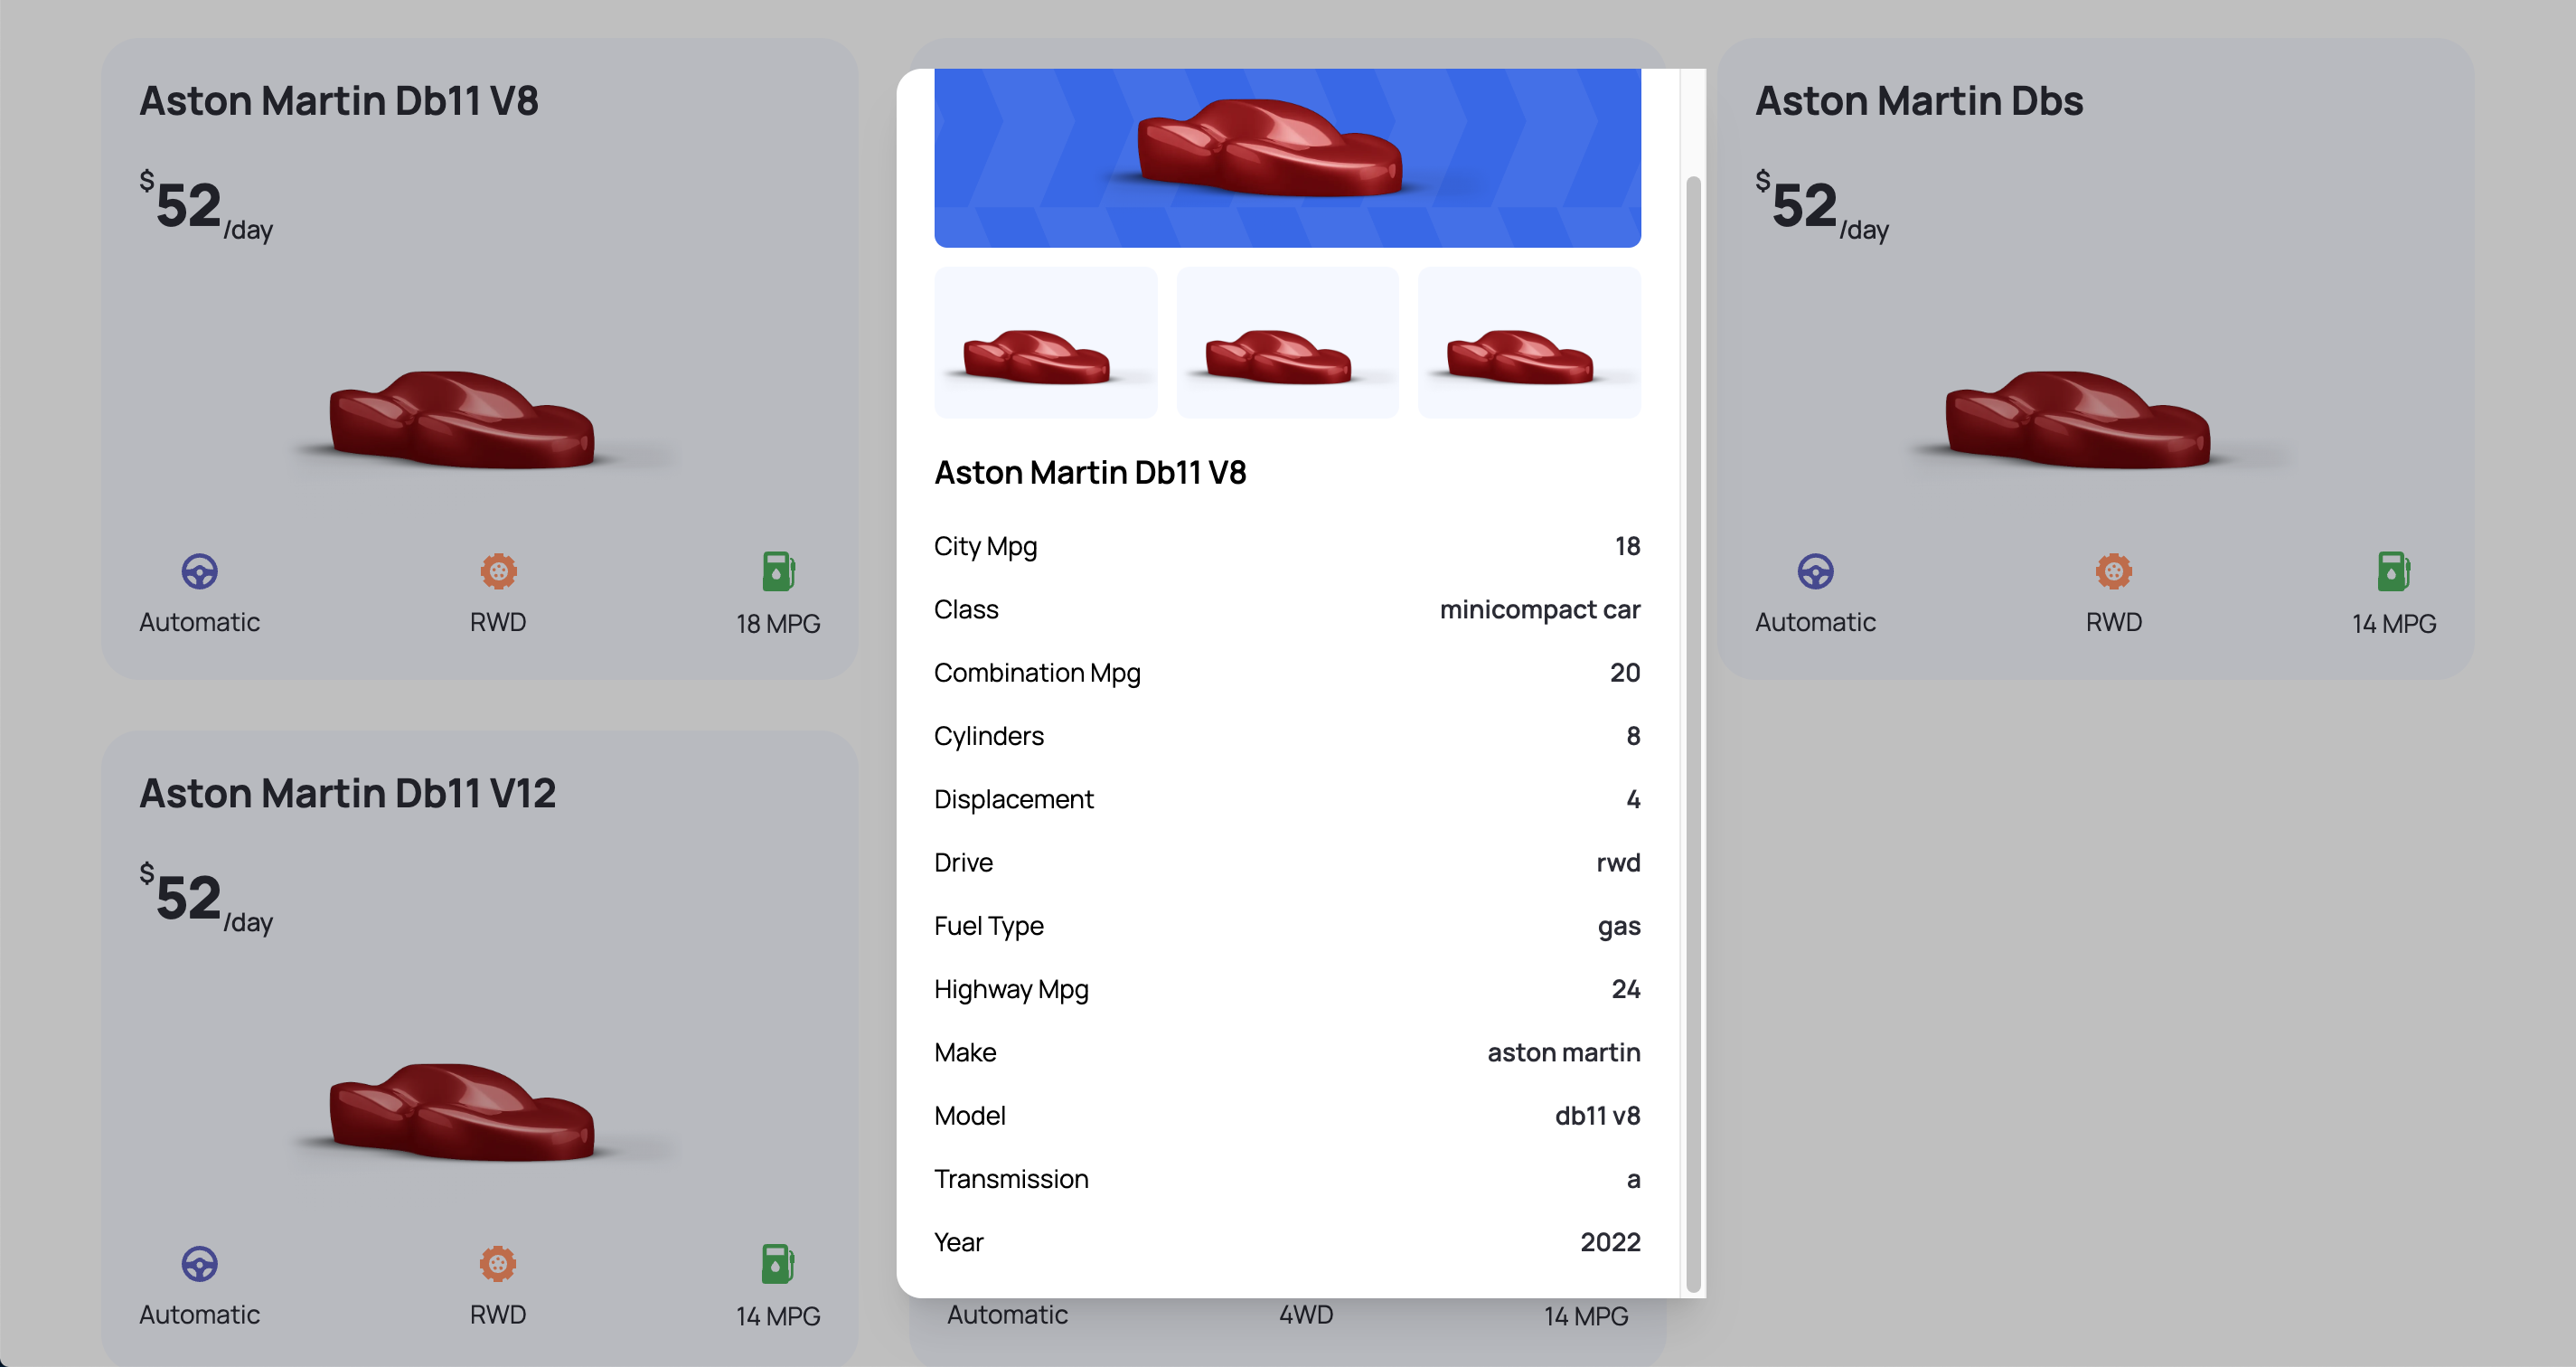 Aston Martin Db11 V8
$52/day
Automatic RWD 18 MPG
Aston Martin Dbs
$52/day
Automatic RWD 14 MPG
Aston Martin Db11 V12
$52/day
Automatic RWD 14 MPG
Aston Martin Db11 V8
City Mpg 18
Class minicompact car
Combination Mpg 20
Cylinders 8
Displacement 4
Drive rwd
Fuel Type gas
Highway Mpg 24
Make aston martin
Model db11 v8
Transmission a
Year 2022
Automatic 4WD 14 MPG